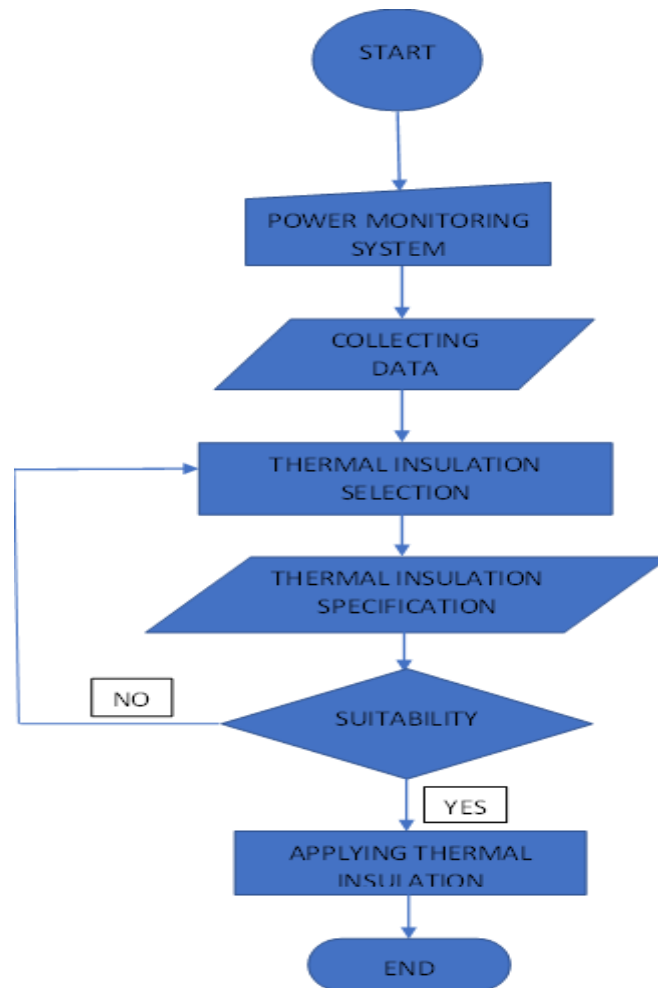 START
POWER MONITORING
SYSTEM
COLLECTING
DATA
THERMAL INSULATION
SELECTION
THERMAL INSULATION
SPECIFICATION
NO
SUITABILITY
YES
APPLYING THERMAL
INSULATION
END